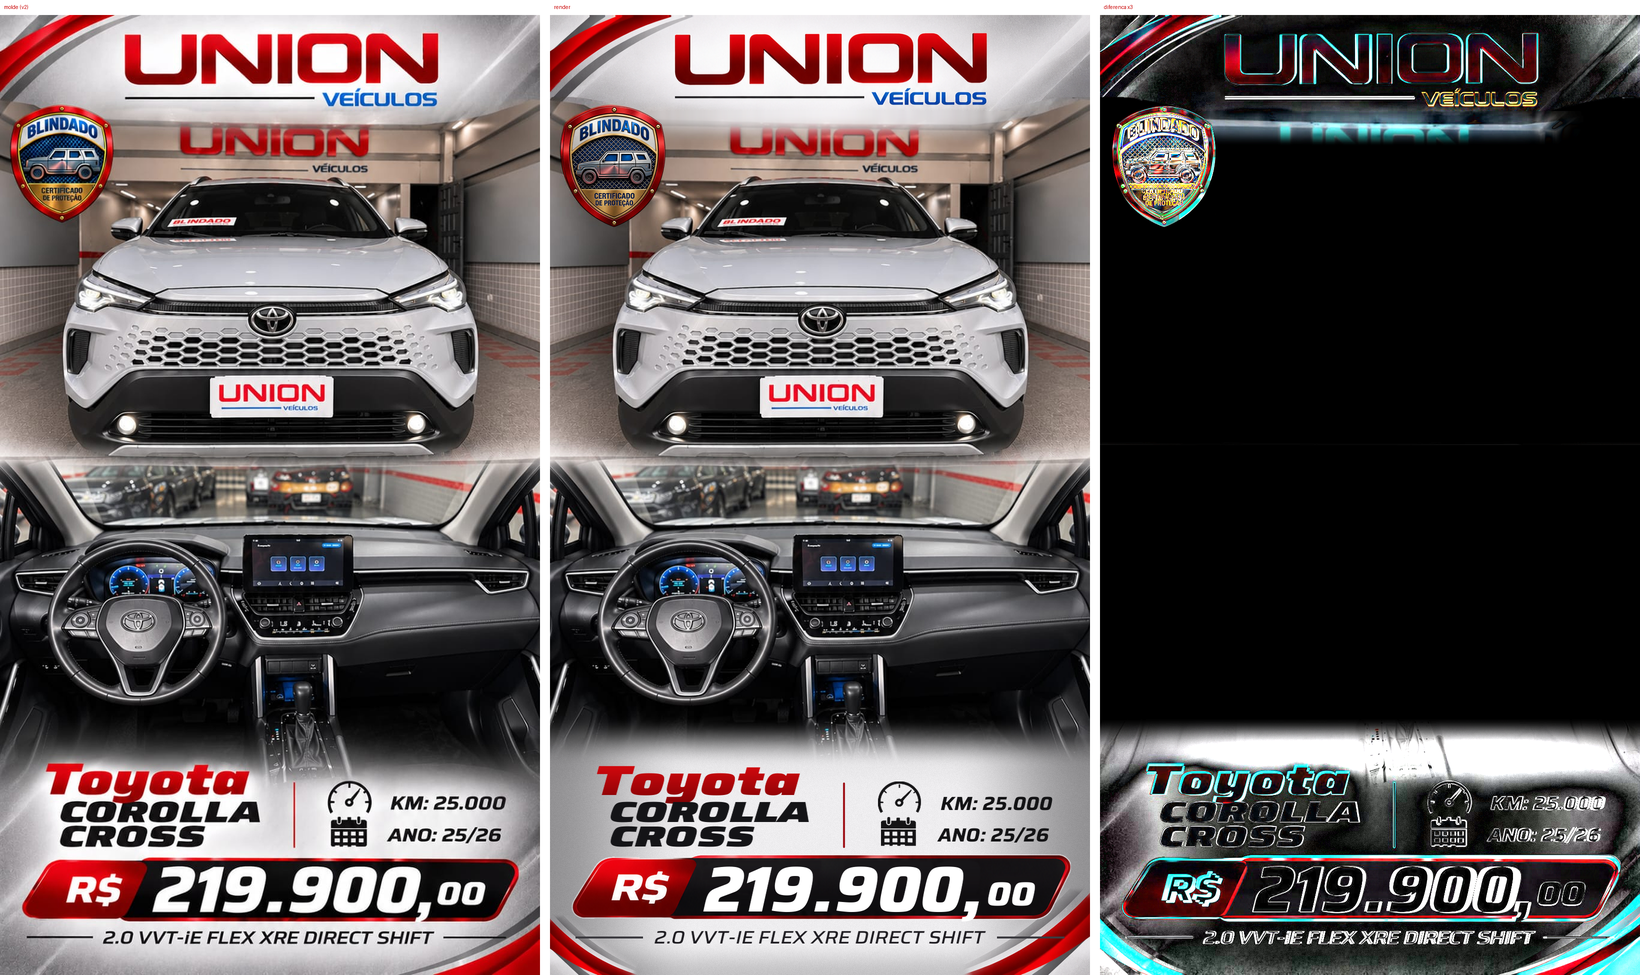 molde (v2)
UNION
VEÍCULOS
BLINDADO
CERTIFICADO
DE PROTEÇÃO
UNION
VEÍCULOS
BLINDADO
UNION
VEÍCULOS
Toyota
COROLLA
CROSS
KM: 25.000
ANO: 25/26
R$ 219.900,00
2.0 VVT-iE FLEX XRE DIRECT SHIFT
render
UNION
VEÍCULOS
BLINDADO
CERTIFICADO
DE PROTEÇÃO
UNION
VEÍCULOS
BLINDADO
UNION
VEÍCULOS
Toyota
COROLLA
CROSS
KM: 25.000
ANO: 25/26
R$ 219.900,00
2.0 VVT-IE FLEX XRE DIRECT SHIFT
diferenca x3
UNION
VEÍCULOS
BLINDADO
DE PROTEÇÃO
UNION
Toyota
COROLLA
CROSS
KM: 25.000
ANO: 25/26
R$ 219.900,00
2.0 VVT-IE FLEX XRE DIRECT SHIFT